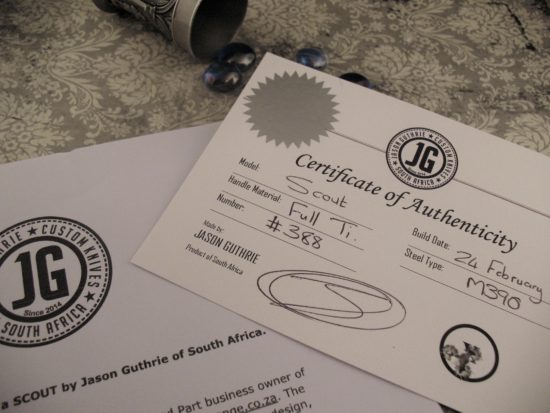 JASON GUTHRIE CUSTOM KNIVES
JG
SOUTH AFRICA
Certificate of Authenticity
Model: Scout
Handle Material: Full Ti.
Number: #388
Made by:
JASON GUTHRIE
Product of South Africa
Build Date: 24 February
Steel Type: M390
CUSTOM KNIVES
JG
Since 2014
SOUTH AFRICA
a SCOUT by Jason Guthrie of South Africa.
Part business owner of
.co.za. The
design,